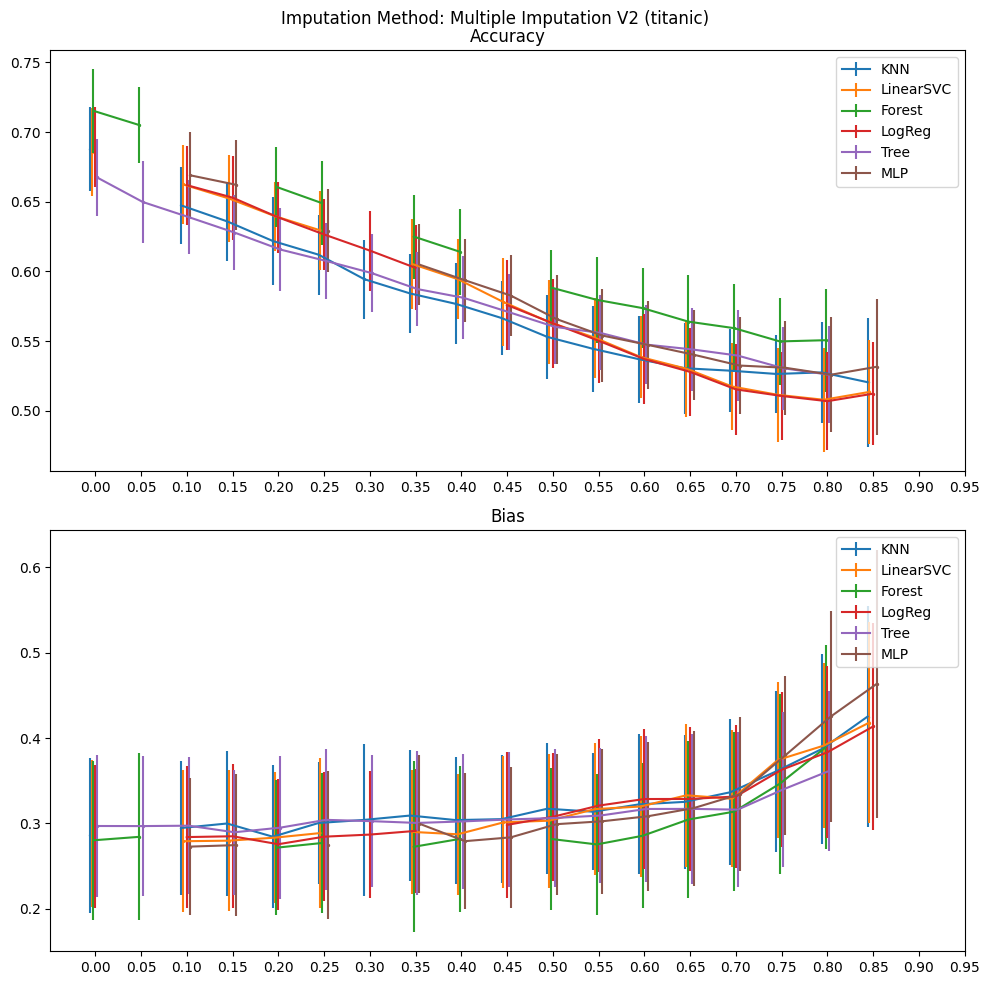 Imputation Method: Multiple Imputation V2 (titanic)
Accuracy
0.75
0.70
0.65
0.60
0.55
0.50
KNN
LinearSVC
Forest
LogReg
Tree
MLP
0.00 0.05 0.10 0.15 0.20 0.25 0.30 0.35 0.40 0.45 0.50 0.55 0.60 0.65 0.70 0.75 0.80 0.85 0.90 0.95
Bias
0.6
0.5
0.4
0.3
0.2
KNN
LinearSVC
Forest
LogReg
Tree
MLP
0.00 0.05 0.10 0.15 0.20 0.25 0.30 0.35 0.40 0.45 0.50 0.55 0.60 0.65 0.70 0.75 0.80 0.85 0.90 0.95